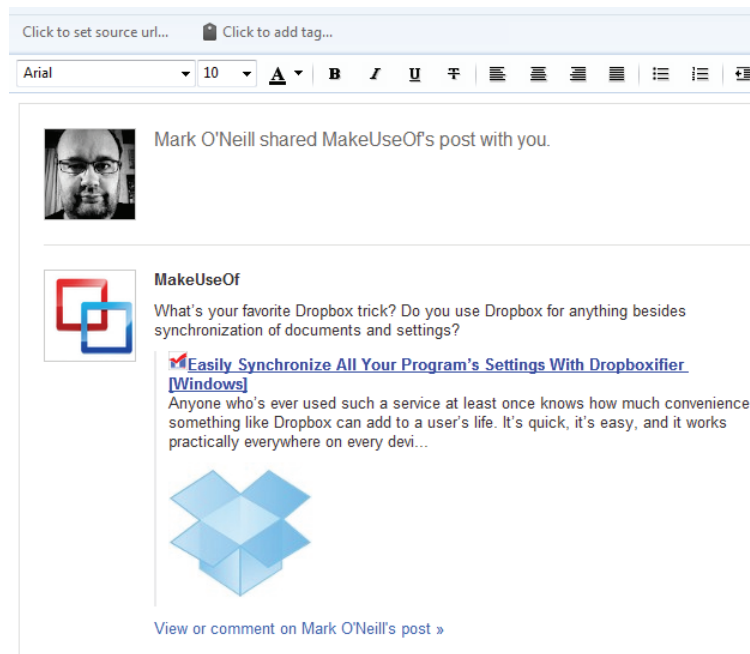 Click to set source url... Click to add tag...
Arial 10 A B I U T
Mark O'Neill shared MakeUseOf's post with you.
MakeUseOf
What's your favorite Dropbox trick? Do you use Dropbox for anything besides
synchronization of documents and settings?
Easily Synchronize All Your Program's Settings With Dropboxifier
[Windows]
Anyone who's ever used such a service at least once knows how much convenience
something like Dropbox can add to a user's life. It's quick, it's easy, and it works
practically everywhere on every devi...
View or comment on Mark O'Neill's post »